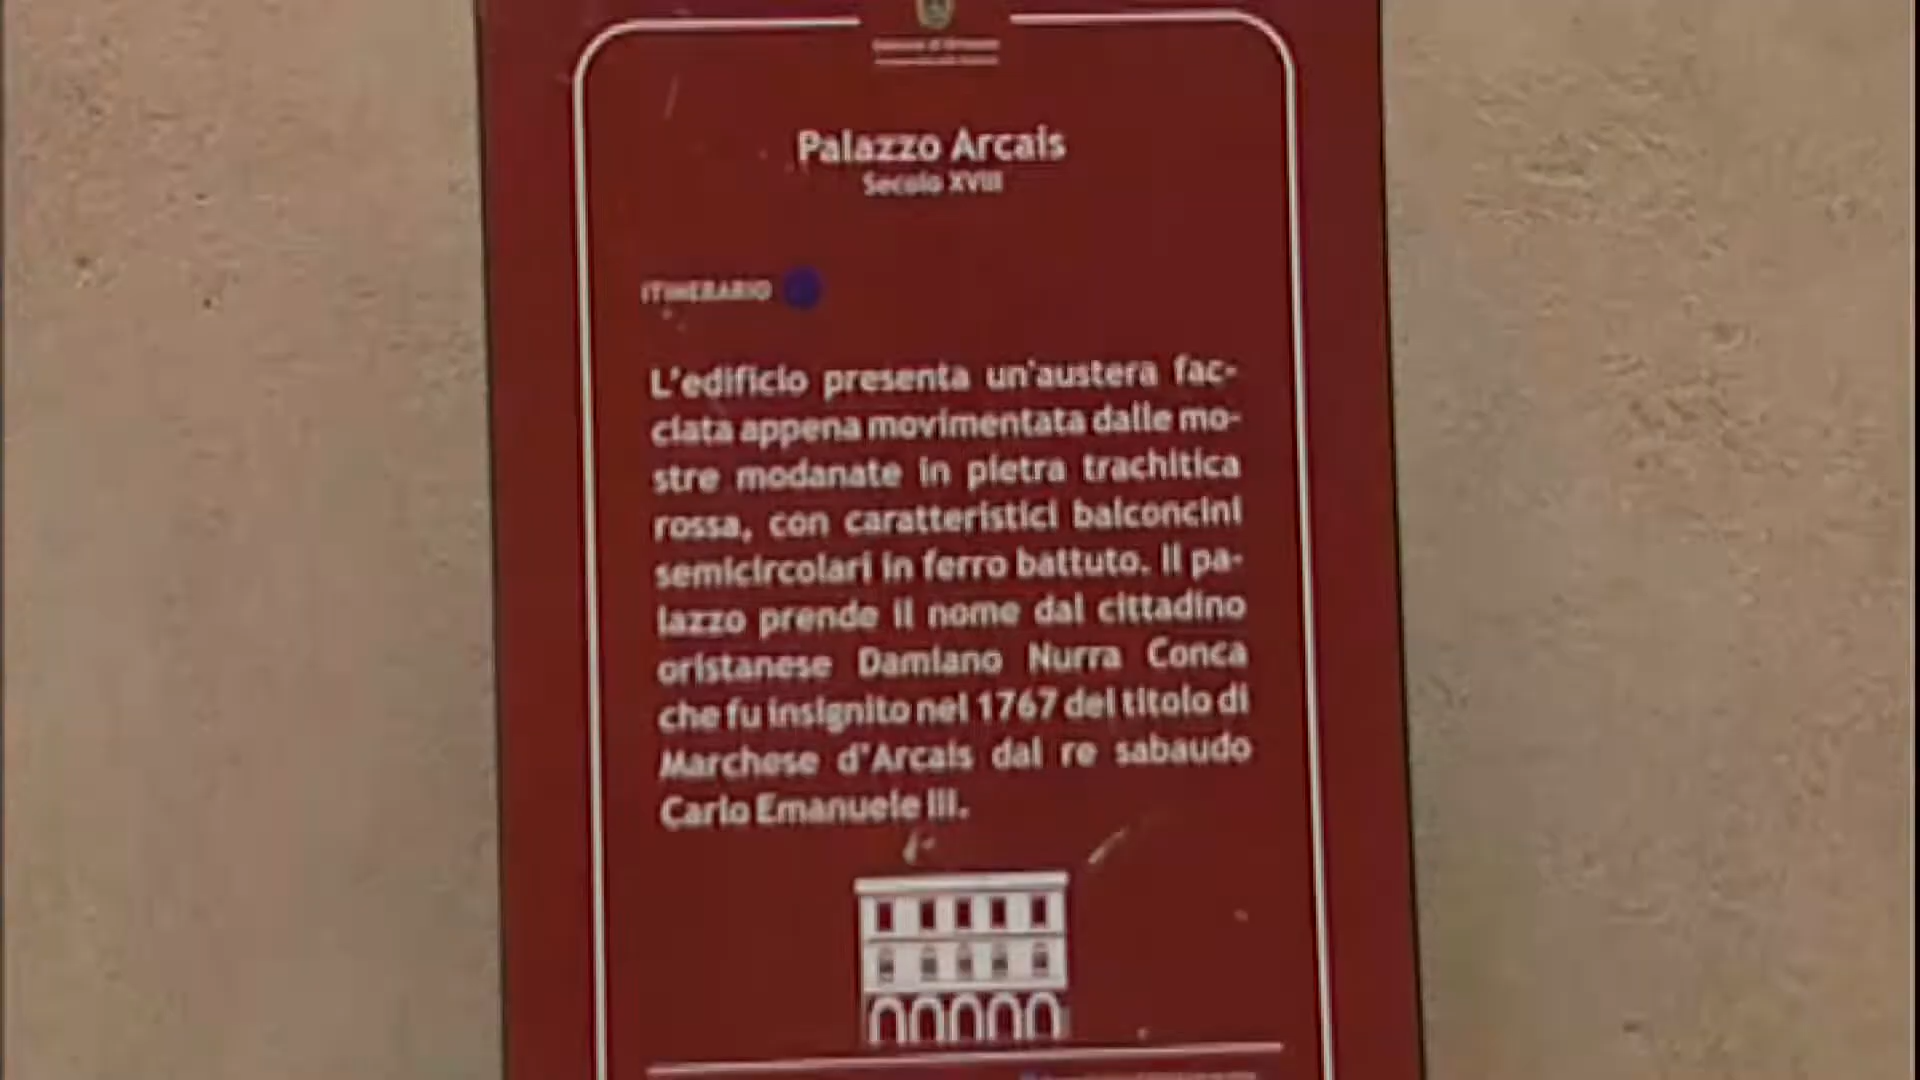 Palazzo Arcais
Secolo XVIII
ITINERARIO
L'edificio presenta un'austera fac-
ciata appena movimentata dalle mo-
stre modanate in pietra trachitica
rossa, con caratteristici balconcini
semicircolari in ferro battuto. Il pa-
lazzo prende il nome dal cittadino
oristanese Damiano Nurra Conca
che fu insignito nel 1767 del titolo di
Marchese d'Arcais dal re sabaudo
Carlo Emanuele III.